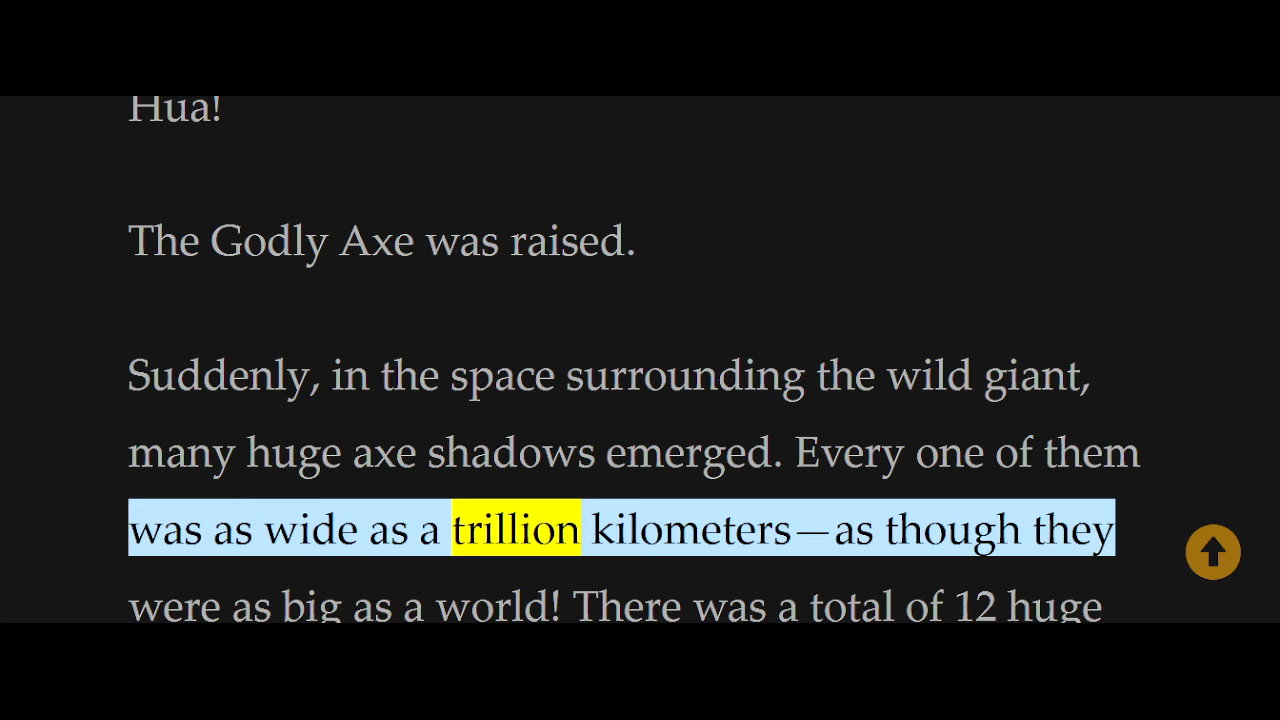 Hua!
The Godly Axe was raised.
Suddenly, in the space surrounding the wild giant,
many huge axe shadows emerged. Every one of them
was as wide as a trillion kilometers—as though they
were as big as a world! There was a total of 12 huge